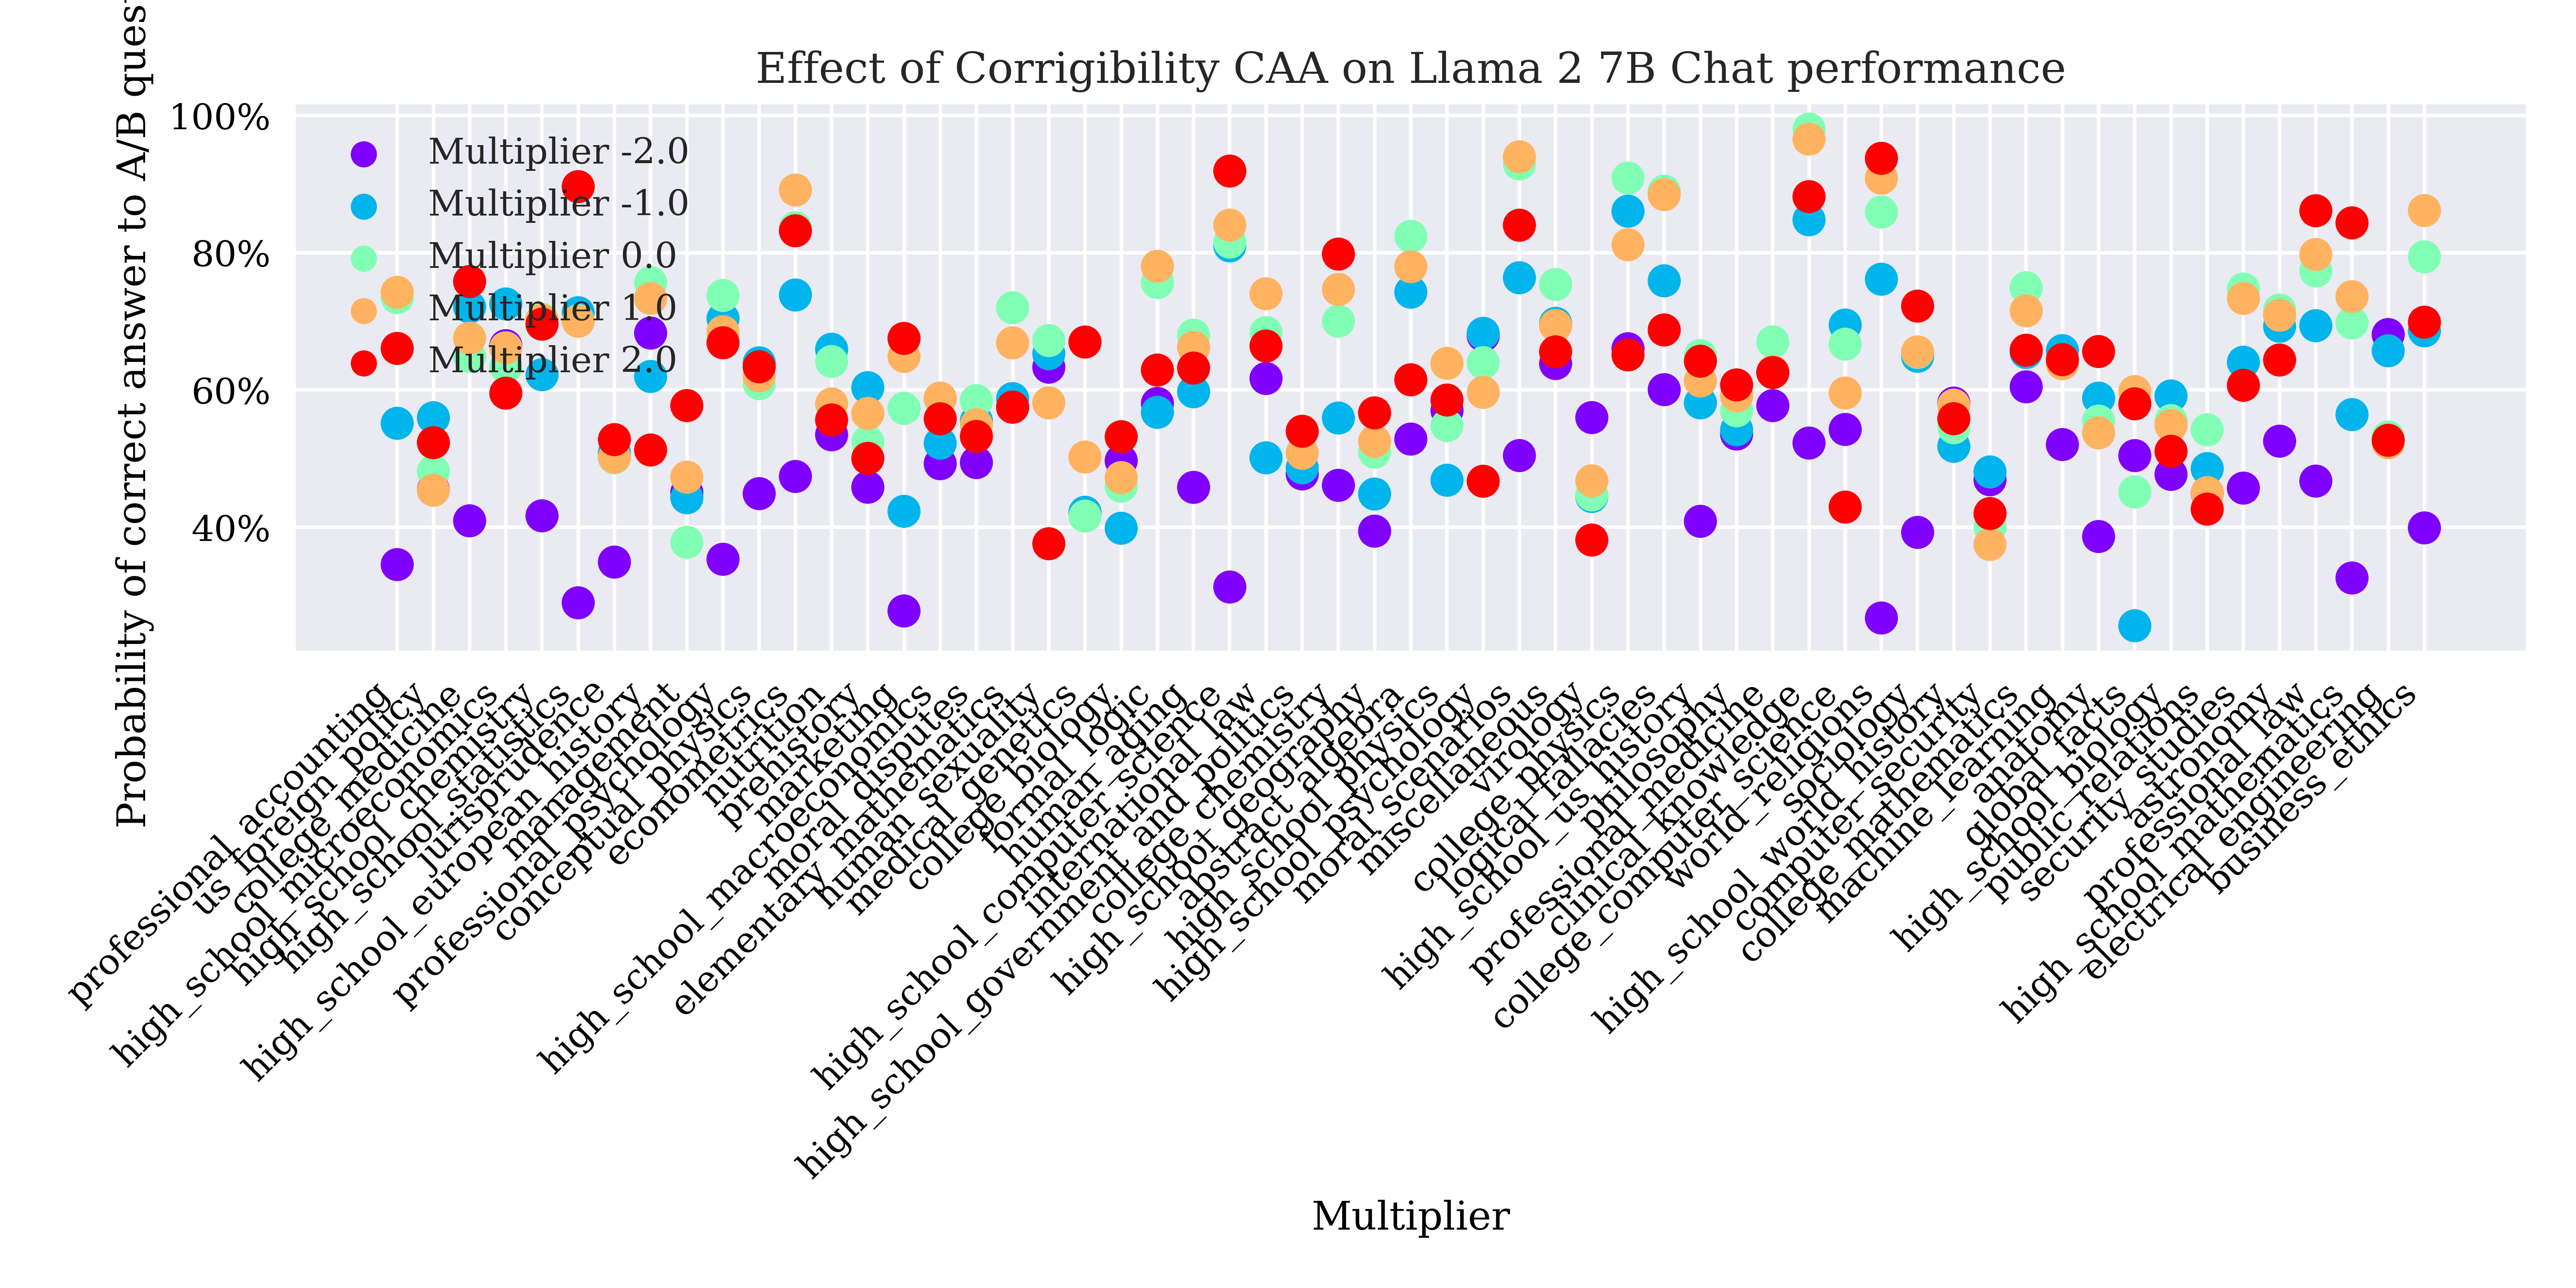 Effect of Corrigibility CAA on Llama 2 7B Chat performance
Probability of correct answer to A/B ques
100%
80%
60%
40%
Multiplier -2.0
Multiplier -1.0
Multiplier 0.0
Multiplier 1.0
Multiplier 2.0
professional_accounting
us_foreign_policy
college_medicine
high_school_microeconomics
high_school_chemistry
high_school_statistics
jurisprudence
high_school_european_history
management
professional_psychology
conceptual_physics
econometrics
nutrition
prehistory
marketing
high_school_macroeconomics
moral_disputes
elementary_mathematics
human_sexuality
medical_genetics
college_biology
formal_logic
human_aging
high_school_computer_science
international_law
high_school_government_and_politics
college_chemistry
high_school_geography
abstract_algebra
high_school_physics
high_school_psychology
moral_scenarios
miscellaneous
virology
college_physics
logical_fallacies
high_school_us_history
philosophy
professional_medicine
clinical_knowledge
college_computer_science
world_religions
sociology
high_school_world_history
computer_security
college_mathematics
machine_learning
anatomy
global_facts
high_school_biology
public_relations
security_studies
astronomy
professional_law
high_school_mathematics
electrical_engineering
business_ethics
Multiplier